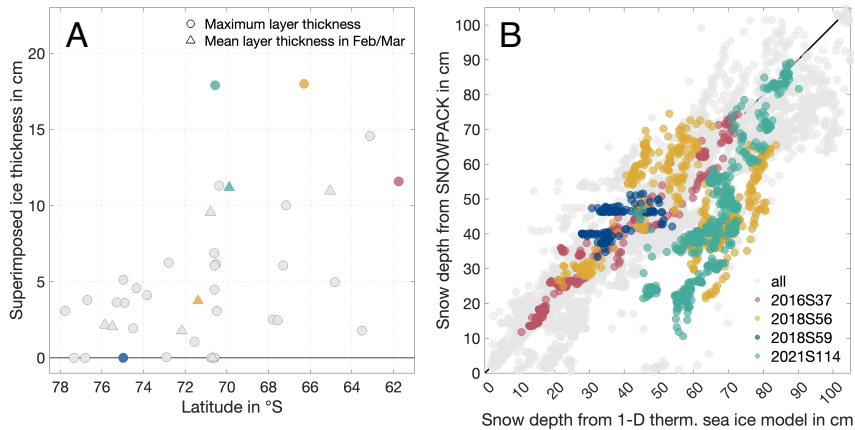 A
Maximum layer thickness
Mean layer thickness in Feb/Mar
Superimposed ice thickness in cm
20
15
10
5
0
78 76 74 72 70 68 66 64 62
Latitude in °S
B
Snow depth from SNOWPACK in cm
100
90
80
70
60
50
40
30
20
10
0
all
2016S37
2018S56
2018S59
2021S114
0 10 20 30 40 50 60 70 80 90 100
Snow depth from 1-D therm. sea ice model in cm